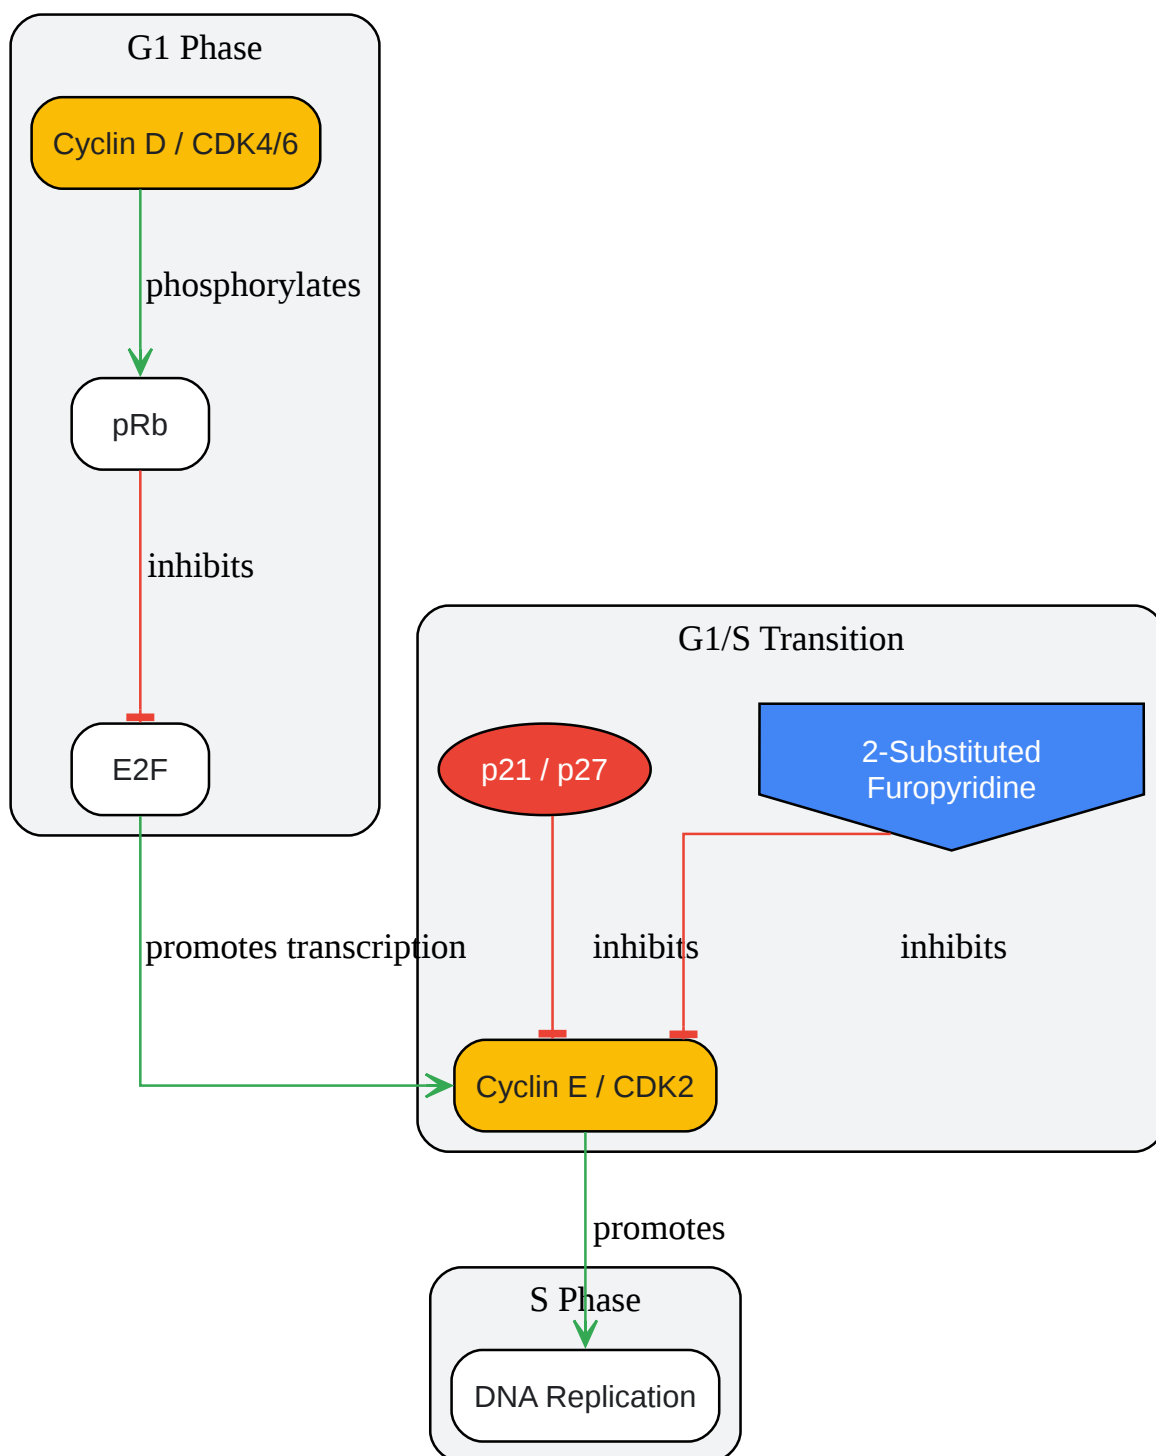 G1 Phase
Cyclin D / CDK4/6
phosphorylates
pRb
inhibits
E2F
G1/S Transition
p21 / p27
2-Substituted
Furopyridine
promotes transcription
inhibits
inhibits
Cyclin E / CDK2
promotes
S Phase
DNA Replication